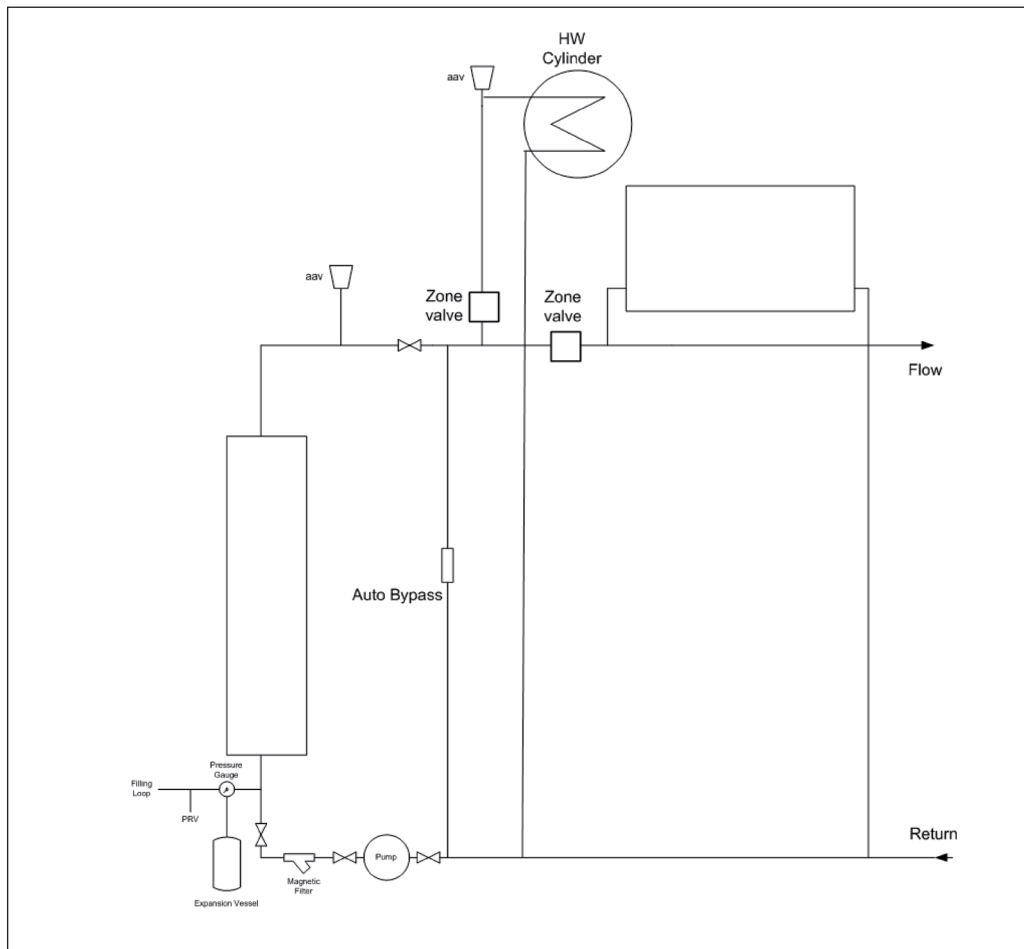 HW
Cylinder
aav
aav
Zone
valve
Zone
valve
Flow
Auto Bypass
Pressure
Gauge
Filling
Loop
PRV
Return
Pump
Magnetic
Filter
Expansion Vessel